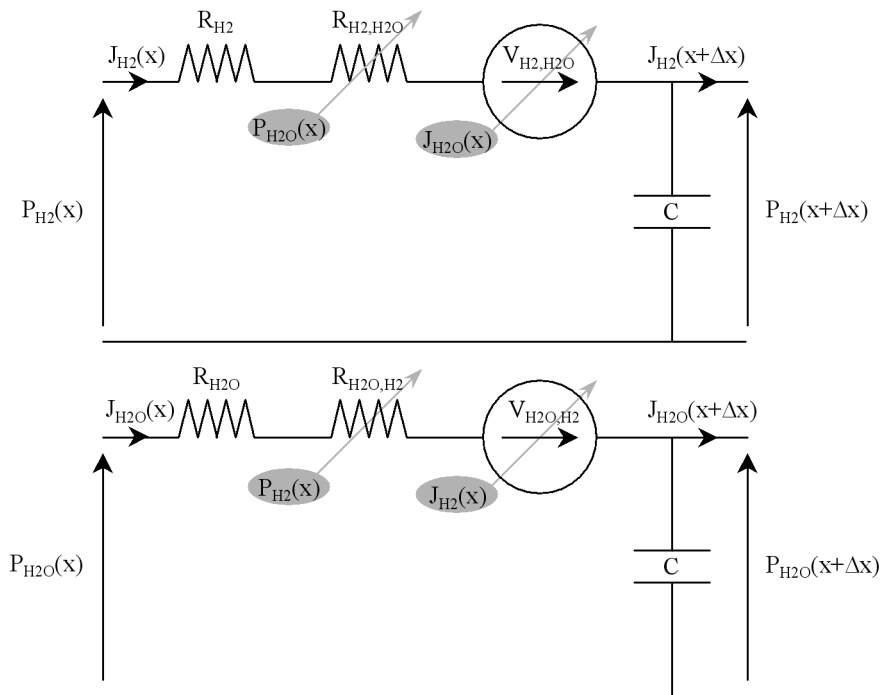 R_H2 R_H2,H2O
J_H2(x) V_H2,H2O J_H2(x+Δx)
P_H2O(x) J_H2O(x)
P_H2(x) C P_H2(x+Δx)
R_H2O R_H2O,H2
J_H2O(x) V_H2O,H2 J_H2O(x+Δx)
P_H2(x) J_H2(x)
P_H2O(x) C P_H2O(x+Δx)